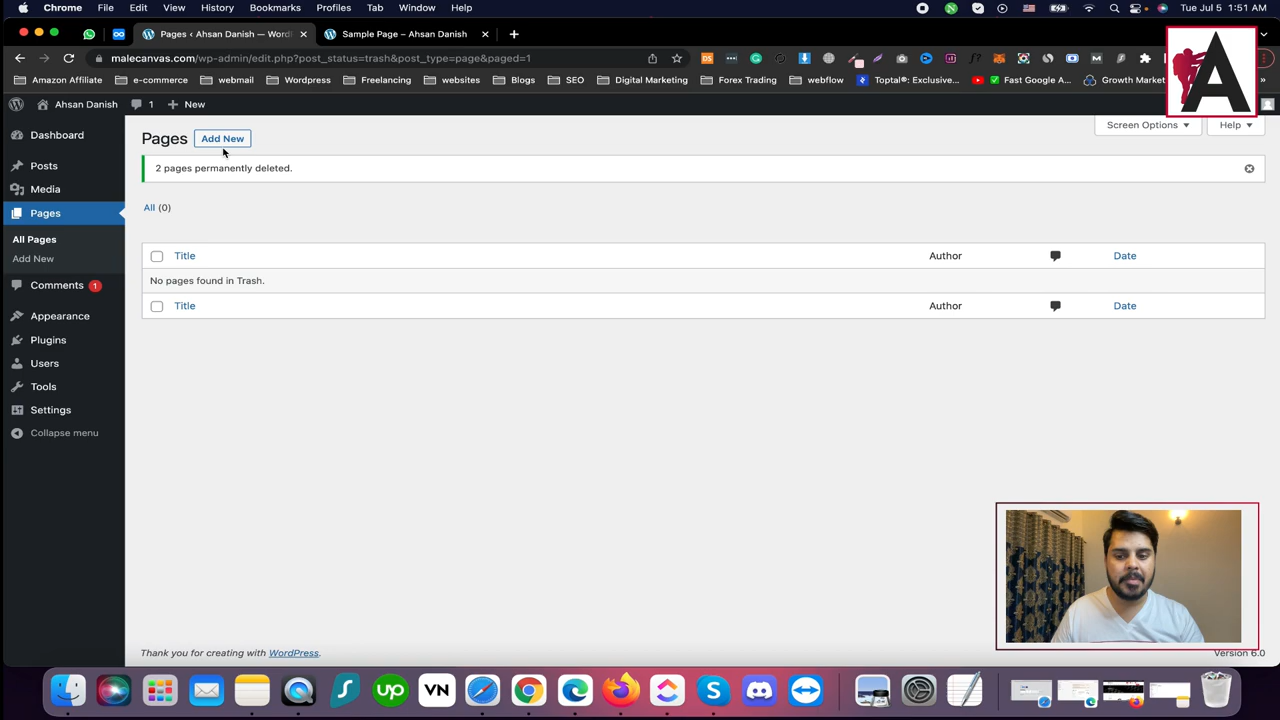 Chrome File Edit View History Bookmarks Profiles Tab Window Help Tue Jul 5 1:51 AM
Pages ‹ Ahsan Danish — Word Sample Page – Ahsan Danish
malecanvas.com/wp-admin/edit.php?post_status=trash&post_type=page&paged=1
Amazon Affiliate e-commerce webmail Wordpress Freelancing websites Blogs SEO Digital Marketing Forex Trading webflow Toptal®: Exclusive... Fast Google A... Growth Market
A
Ahsan Danish 1 New
Dashboard
Posts
Media
Pages
All Pages
Add New
Comments 1
Appearance
Plugins
Users
Tools
Settings
Collapse menu
Screen Options Help
Pages Add New
2 pages permanently deleted.
All (0)
Title Author Date
No pages found in Trash.
Title Author Date
Thank you for creating with WordPress.
Version 6.0
up
VN